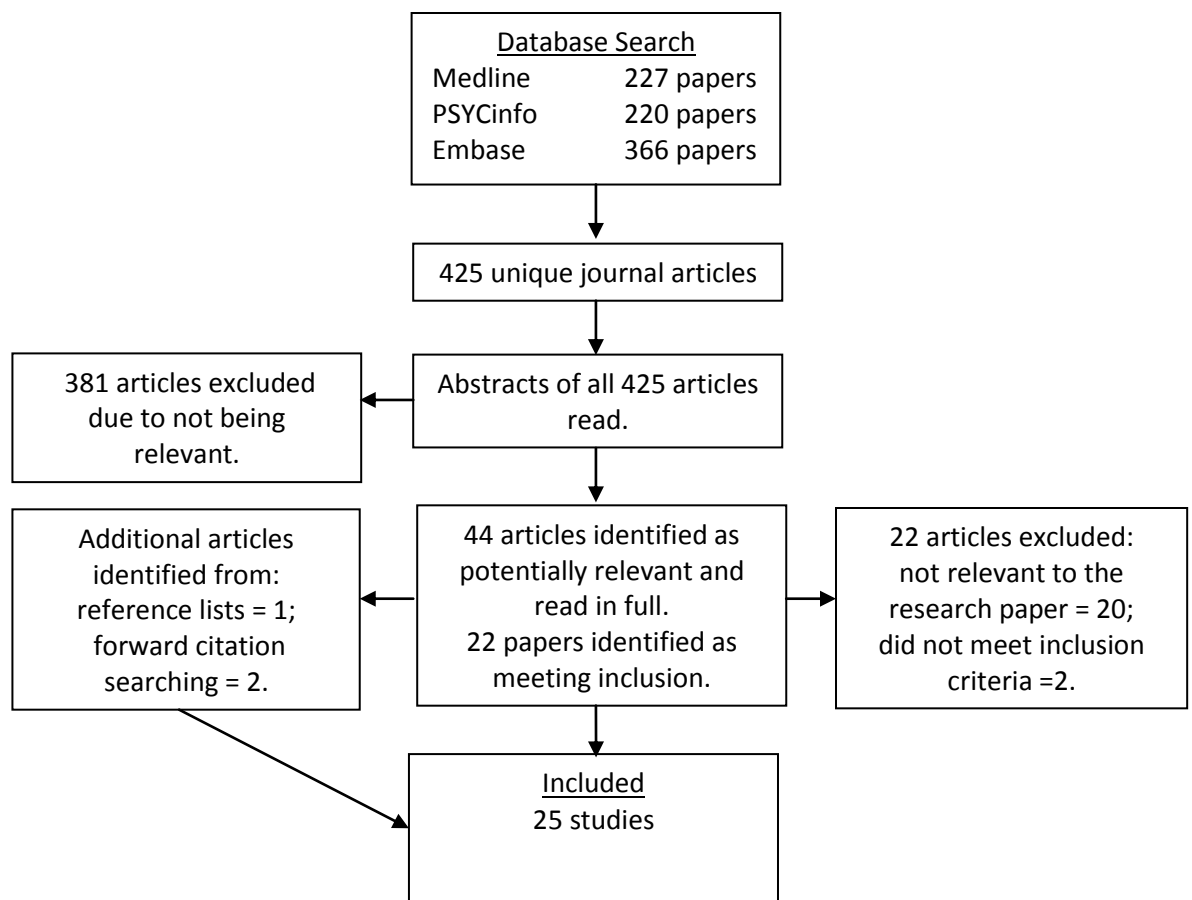 Database Search
Medline 227 papers
PSYCinfo 220 papers
Embase 366 papers
425 unique journal articles
381 articles excluded
due to not being
relevant.
Abstracts of all 425 articles
read.
Additional articles
identified from:
reference lists = 1;
forward citation
searching = 2.
44 articles identified as
potentially relevant and
read in full.
22 papers identified as
meeting inclusion.
22 articles excluded:
not relevant to the
research paper = 20;
did not meet inclusion
criteria =2.
Included
25 studies